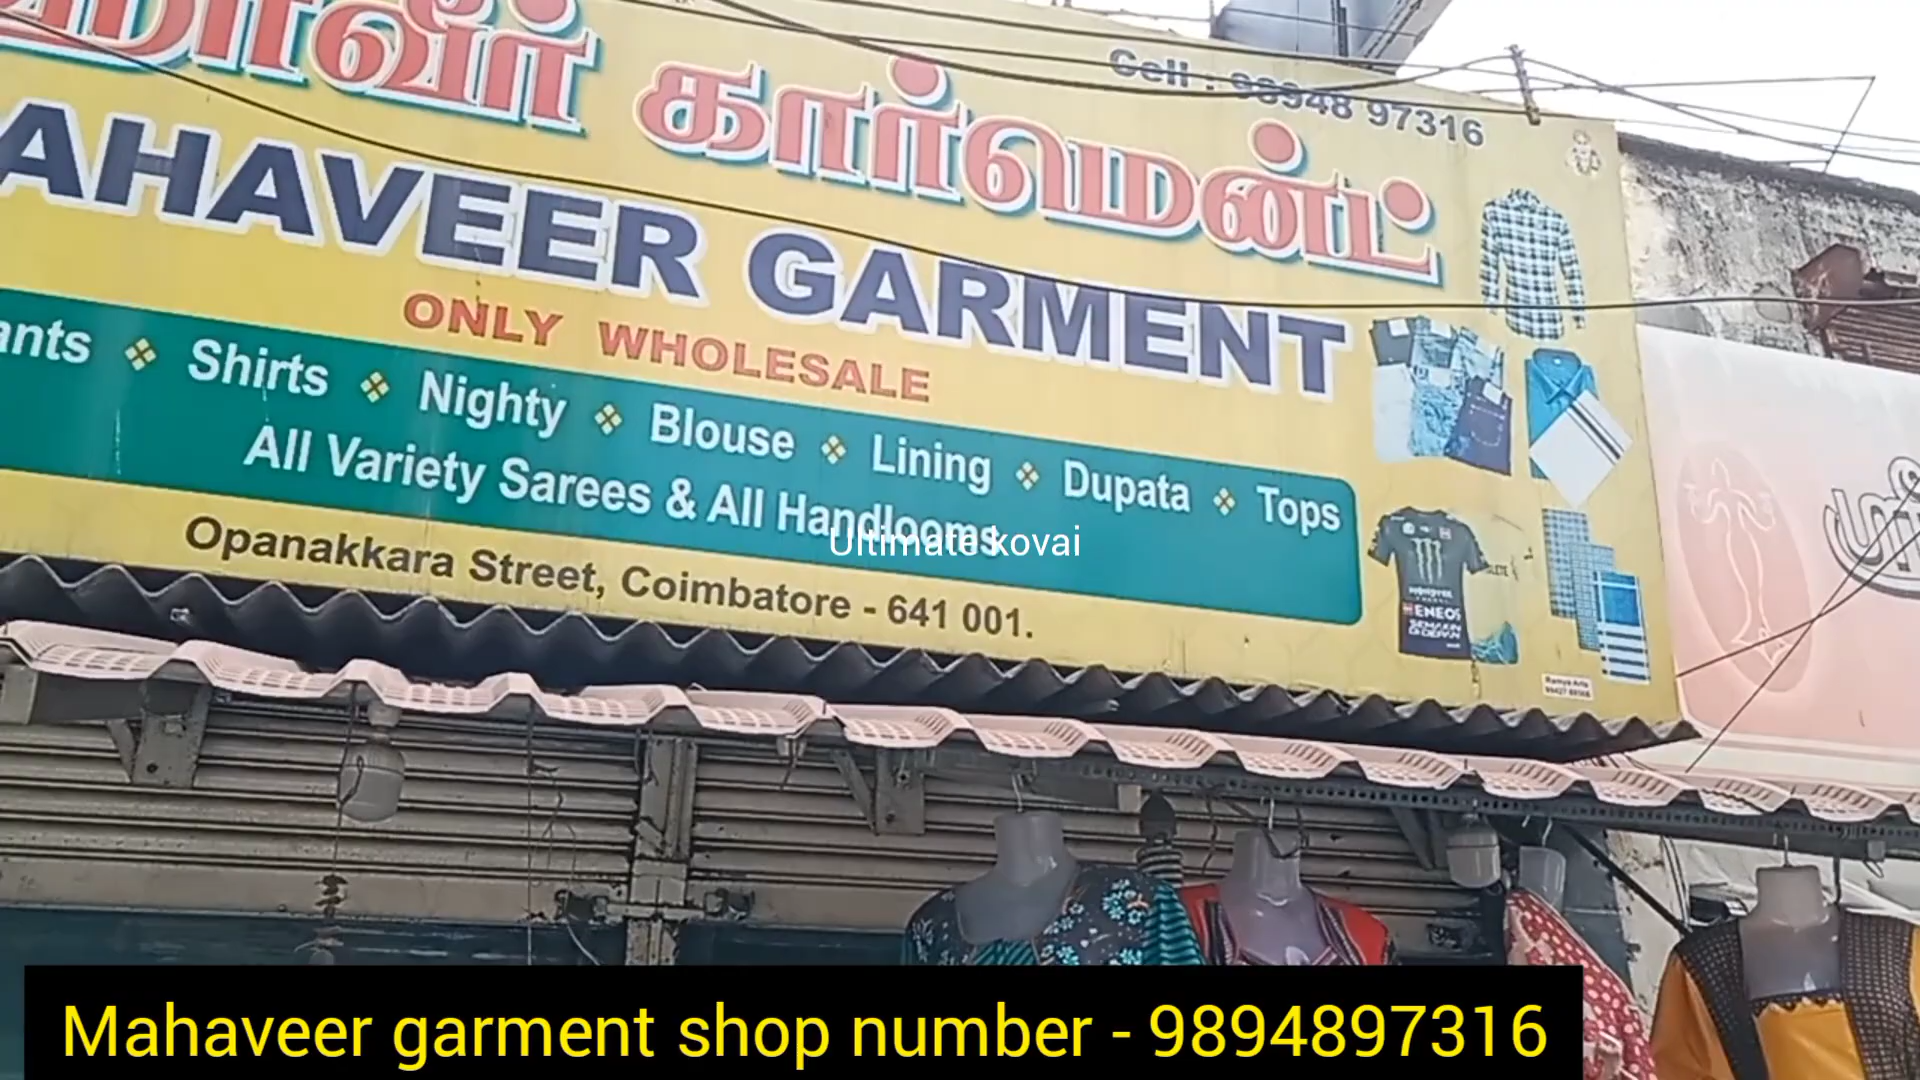 Cell : 98948 97316
ஹாவீர் கார்மெண்ட்
AHAVEER GARMENT
ONLY WHOLESALE
ants Shirts Nighty Blouse Lining Dupata Tops
All Variety Sarees & All Handlooms
Ultimate kovai
Opanakkara Street, Coimbatore - 641 001.
ENEOS
Mahaveer garment shop number - 9894897316